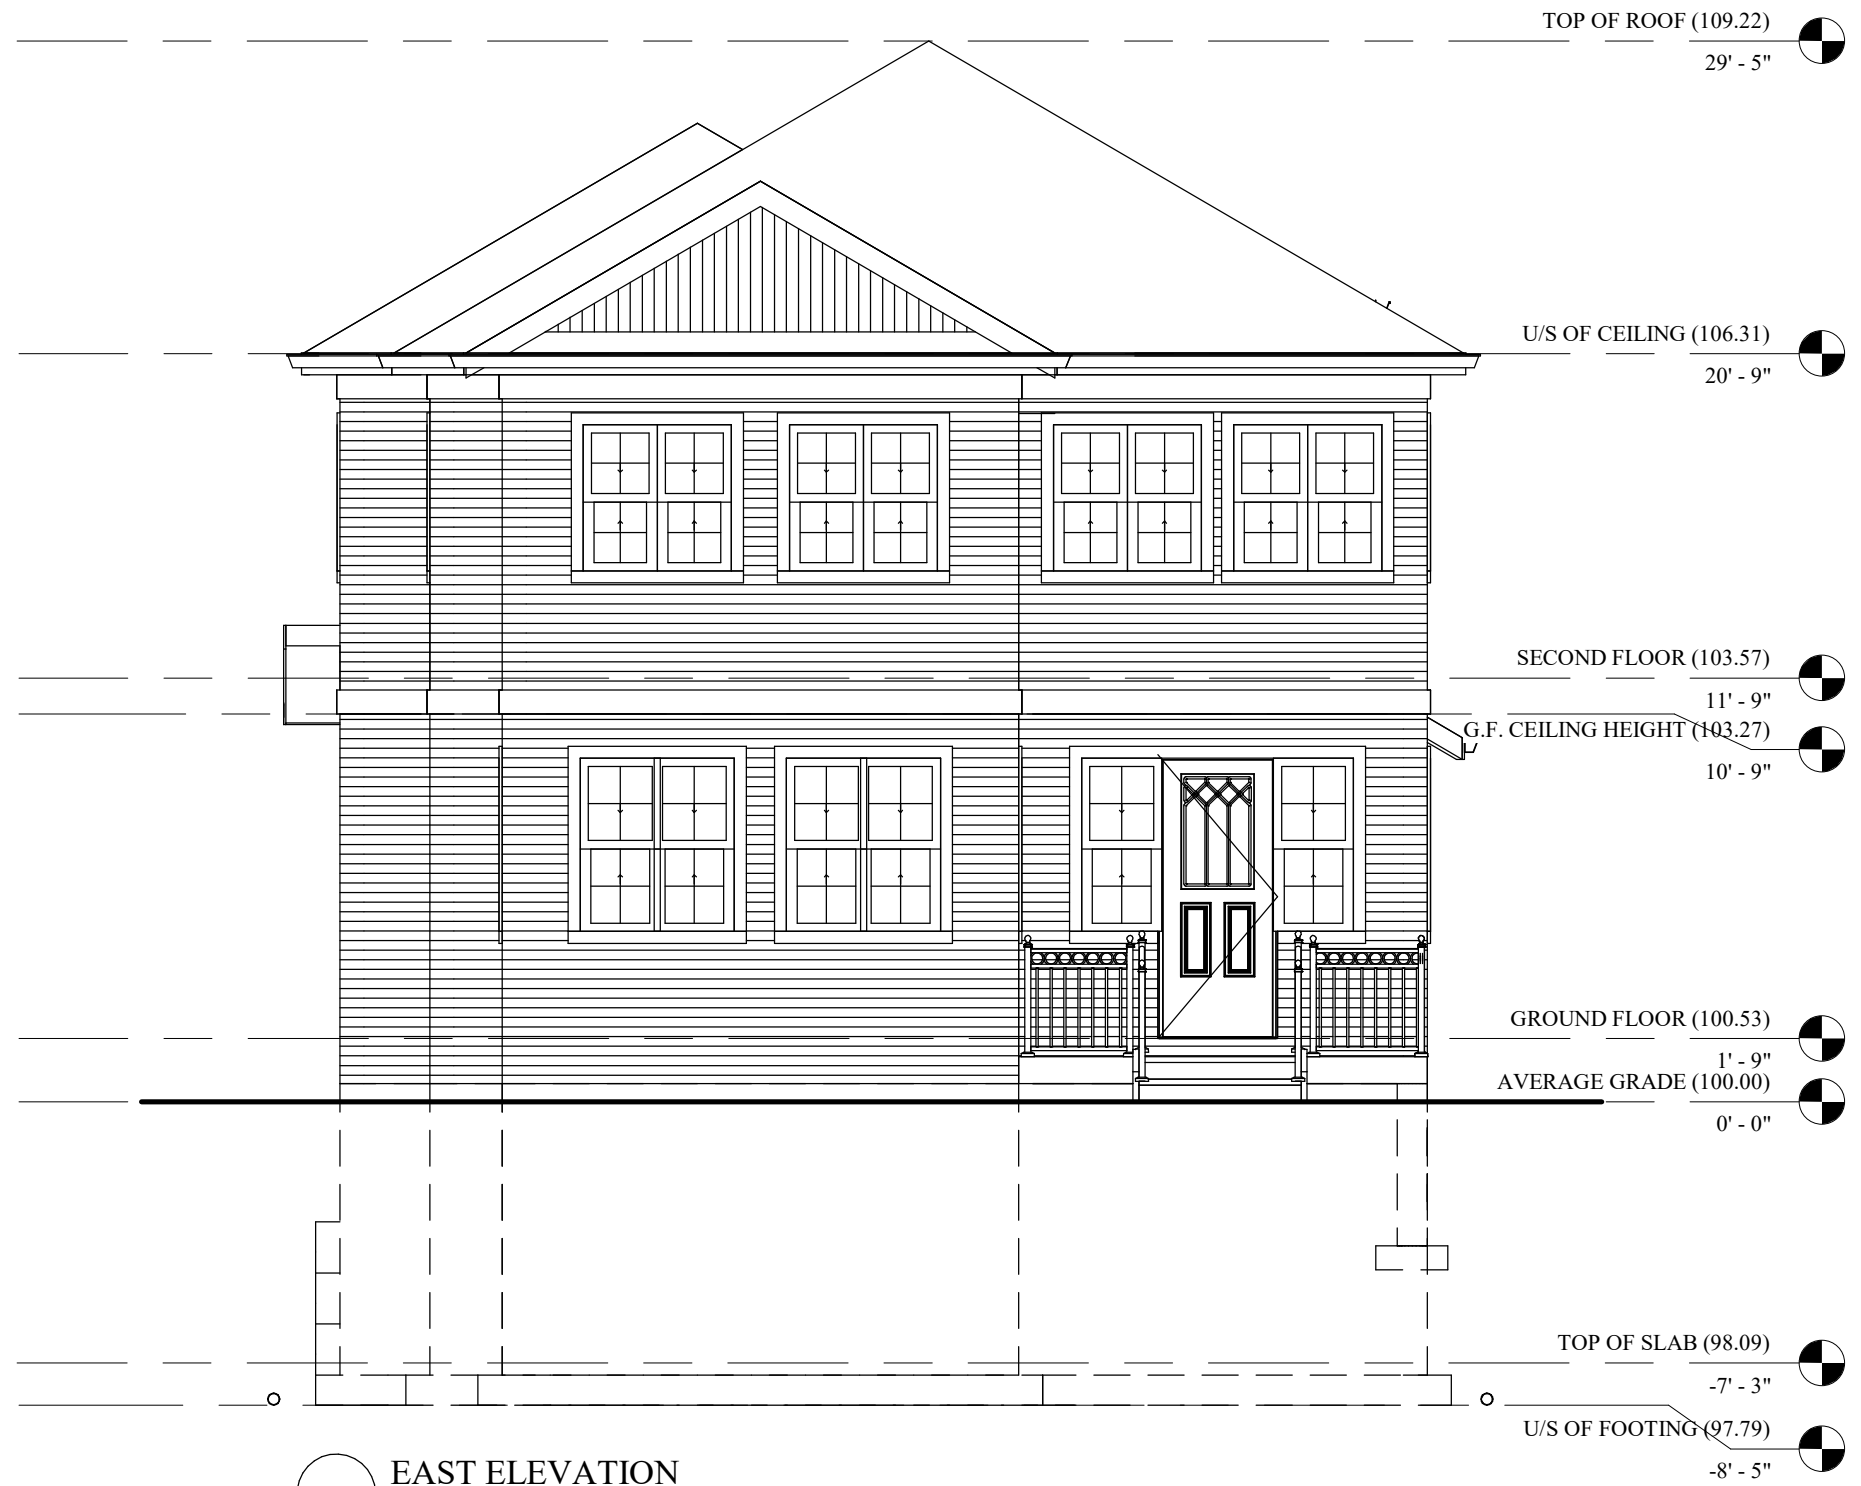 TOP OF ROOF (109.22)
29' - 5"
U/S OF CEILING (106.31)
20' - 9"
SECOND FLOOR (103.57)
11' - 9"
G.F. CEILING HEIGHT (103.27)
10' - 9"
GROUND FLOOR (100.53)
1' - 9"
AVERAGE GRADE (100.00)
0' - 0"
TOP OF SLAB (98.09)
-7' - 3"
U/S OF FOOTING (97.79)
-8' - 5"
EAST ELEVATION